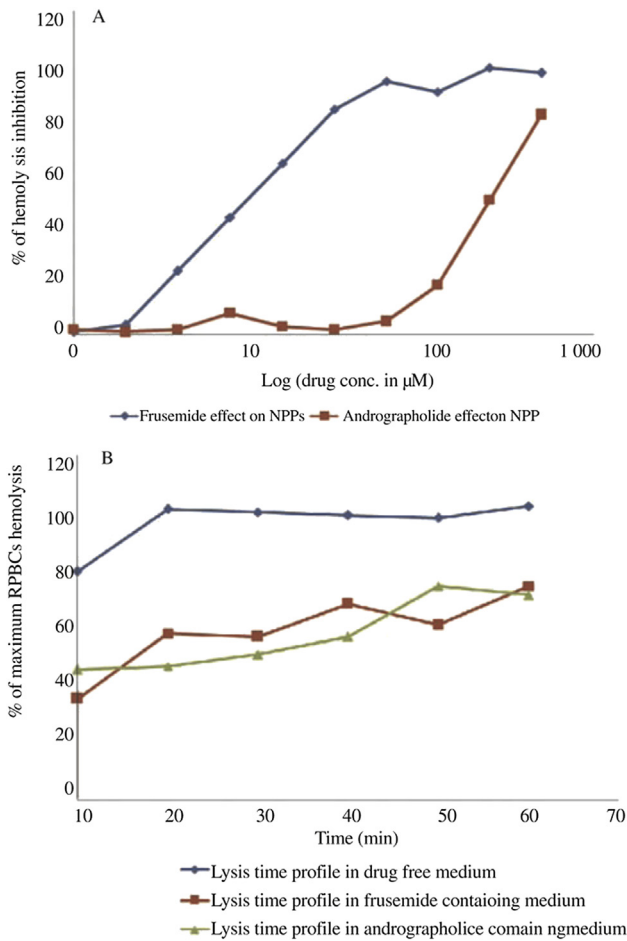 A
120
100
80
60
40
20
0
% of hemoly sis inhibition
0 10 100 1 000
Log (drug conc. in µM)
Frusemide effect on NPPs Andrographolide effecton NPP
B
120
100
80
60
40
20
0
% of maximum RPBCs hemolysis
10 20 30 40 50 60 70
Time (min)
Lysis time profile in drug free medium
Lysis time profile in frusemide contaioing medium
Lysis time profile in andrographolice comain ngmedium